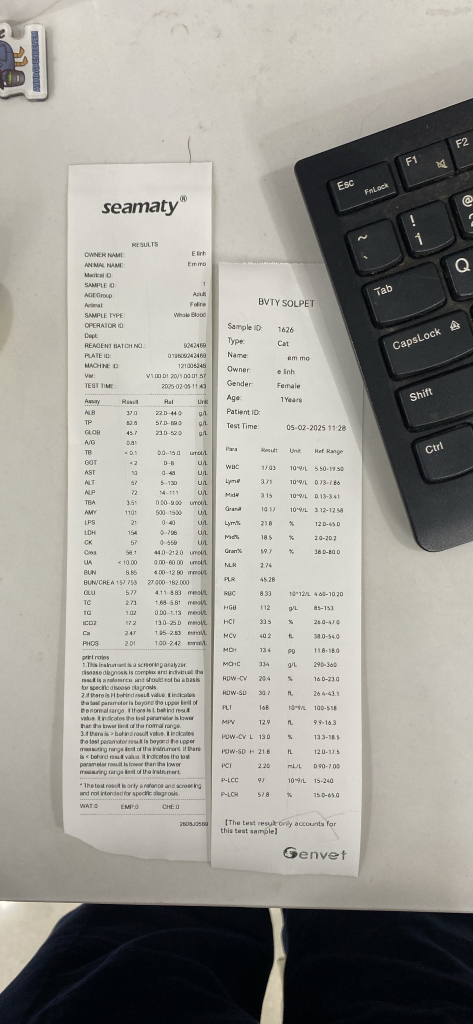 seamaty®
RESULTS
OWNER NAME: E linh
ANIMAL NAME: Em mo
Medical ID:
SAMPLE ID: 1
AGEGroup Adult
Animal: Feline
SAMPLE TYPE: Whole Blood
OPERATOR ID:
Dept:
REAGENT BATCH NO.: 9242469
PLATE ID: 019609242469
MACHINE ID: 121006245
Ver: V1.00.01.20/1.00.01.57
TEST TIME: 2025-02-05 11:43
Assay Result Ref Unit
ALB 37.0 22.0-44.0 g/L
TP 82.6 57.0-89.0 g/L
GLOB 45.7 23.0-52.0 g/L
A/G 0.81
TB < 0.1 0.0-15.0 umol/L
GGT <2 0-8 U/L
AST 10 0-48 U/L
ALT 57 5-130 U/L
ALP 72 14-111 U/L
TBA 3.51 0.00-9.00 umol/L
AMY 1101 500-1500 U/L
LPS 21 0-40 U/L
LDH 154 0-798 U/L
CK 57 0-559 U/L
Crea 56.1 44.0-212.0 umol/L
UA < 10.00 0.00-60.00 umol/L
BUN 8.85 4.00-12.90 mmol/L
BUN/CREA 157.753 27.000-182.000
GLU 5.77 4.11-8.83 mmol/L
TC 2.73 1.68-5.81 mmol/L
TG 1.02 0.00-1.13 mmol/L
tCO2 17.2 13.0-25.0 mmol/L
Ca 2.47 1.95-2.83 mmol/L
PHOS 2.01 1.00-2.42 mmol/L
print notes
1.This instrument is a screening analyzer,
disease diagnosis is complex and individual.the
result is a reference, and should not be a basis
for specific disease diagnosis.
2.if there is H behind result value. it indicates
the test parameter is beyond the upper limit of
the normal range. if there is L behind result
value. it indicates the test parameter is lower
than the lower limit of the normal range.
3.if there is > behind result value. it indicates
the test parameter result is beyond the upper
measuring range limit of the instrument. if there
is < behind result value. it indicates the test
parameter result is lower than the lower
measuring range limit of the instrument.
* The test result is only a refance and screening
and not intended for specific diagnosis.
WAT:0 EMP:0 CHE:0
BVTY SOLPET
Sample ID: 1626
Type: Cat
Name: em mo
Owner: e linh
Gender: Female
Age: 1Years
Patient ID:
Test Time: 05-02-2025 11:28
Para Result Unit Ref. Range
WBC 17.03 10^9/L 5.50-19.50
Lym# 3.71 10^9/L 0.73-7.86
Mid# 3.15 10^9/L 0.13-3.41
Gran# 10.17 10^9/L 3.12-12.58
Lym% 21.8 % 12.0-45.0
Mid% 18.5 % 2.0-20.2
Gran% 59.7 % 38.0-80.0
NLR 2.74
PLR 45.28
RBC 8.33 10^12/L 4.60-10.20
HGB 112 g/L 85-153
HCT 33.5 % 26.0-47.0
MCV 40.2 fL 38.0-54.0
MCH 13.4 pg 11.8-18.0
MCHC 334 g/L 290-360
RDW-CV 20.4 % 16.0-23.0
RDW-SD 30.7 fL 26.4-43.1
PLT 168 10^9/L 100-518
MPV 12.9 fL 9.9-16.3
PDW-CV L 13.0 % 13.3-18.5
PDW-SD H 21.8 fL 12.0-17.5
PCT 2.20 mL/L 0.90-7.00
P-LCC 97 10^9/L 15-240
P-LCR 57.8 % 15.0-65.0
【The test result only accounts for
this test sample】
Genvet
Esc FnLock F1 F2
~ ! 1 @
Tab Q
CapsLock
Shift
Ctrl